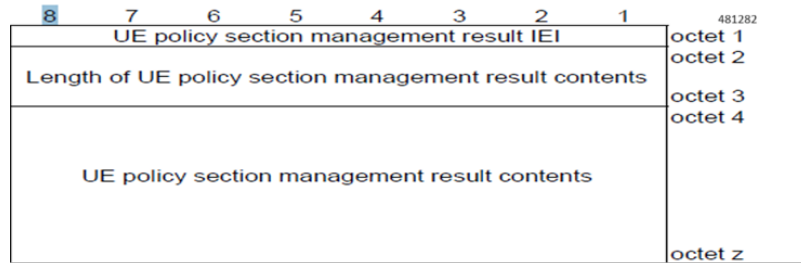 8 7 6 5 4 3 2 1 481282
UE policy section management result IEI octet 1
octet 2
Length of UE policy section management result contents
octet 3
octet 4
UE policy section management result contents
octet z